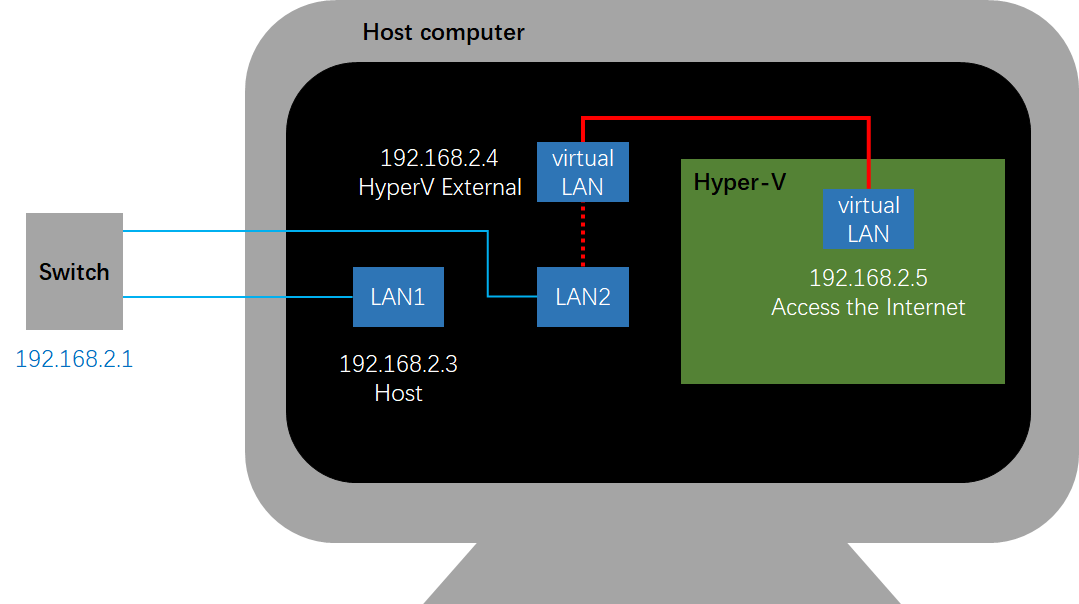 Host computer
192.168.2.4
HyperV External
virtual
LAN
Hyper-V
virtual
LAN
192.168.2.5
Access the Internet
Switch
192.168.2.1
LAN1
192.168.2.3
Host
LAN2